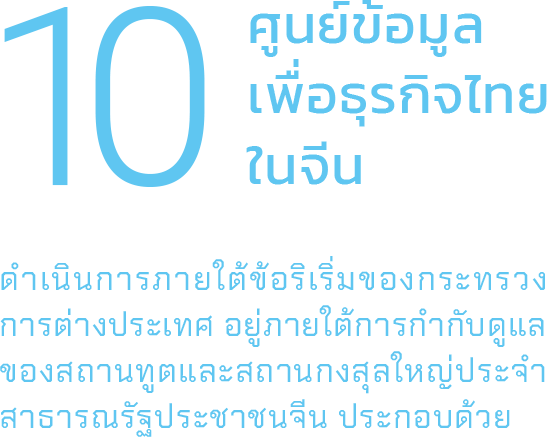 10
ศูนย์ข้อมูล
เพื่อธุรกิจไทย
ในจีน
ดำเนินการภายใต้ข้อริเริ่มของกระทรวง
การต่างประเทศ อยู่ภายใต้การกำกับดูแล
ของสถานทูตและสถานกงสุลใหญ่ประจำ
สาธารณรัฐประชาชนจีน ประกอบด้วย